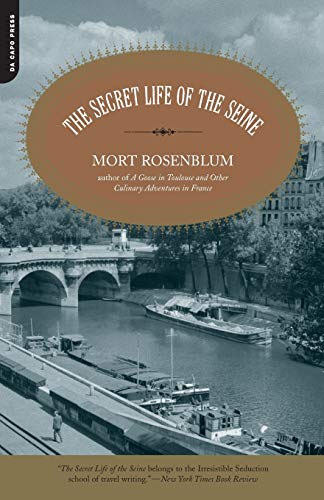 DA CAPO PRESS
THE SECRET LIFE OF THE SEINE
MORT ROSENBLUM
author of A Goose in Toulouse and Other
Culinary Adventures in France
"The Secret Life of the Seine belongs to the Irresistible Seduction
school of travel writing."—New York Times Book Review